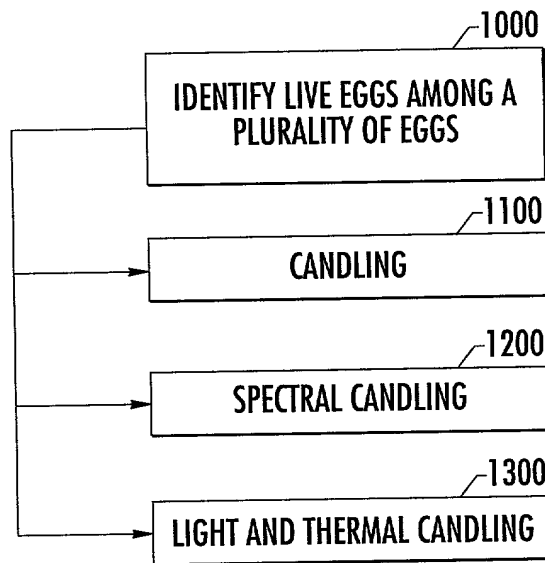 1000
IDENTIFY LIVE EGGS AMONG A
PLURALITY OF EGGS
1100
CANDLING
1200
SPECTRAL CANDLING
1300
LIGHT AND THERMAL CANDLING